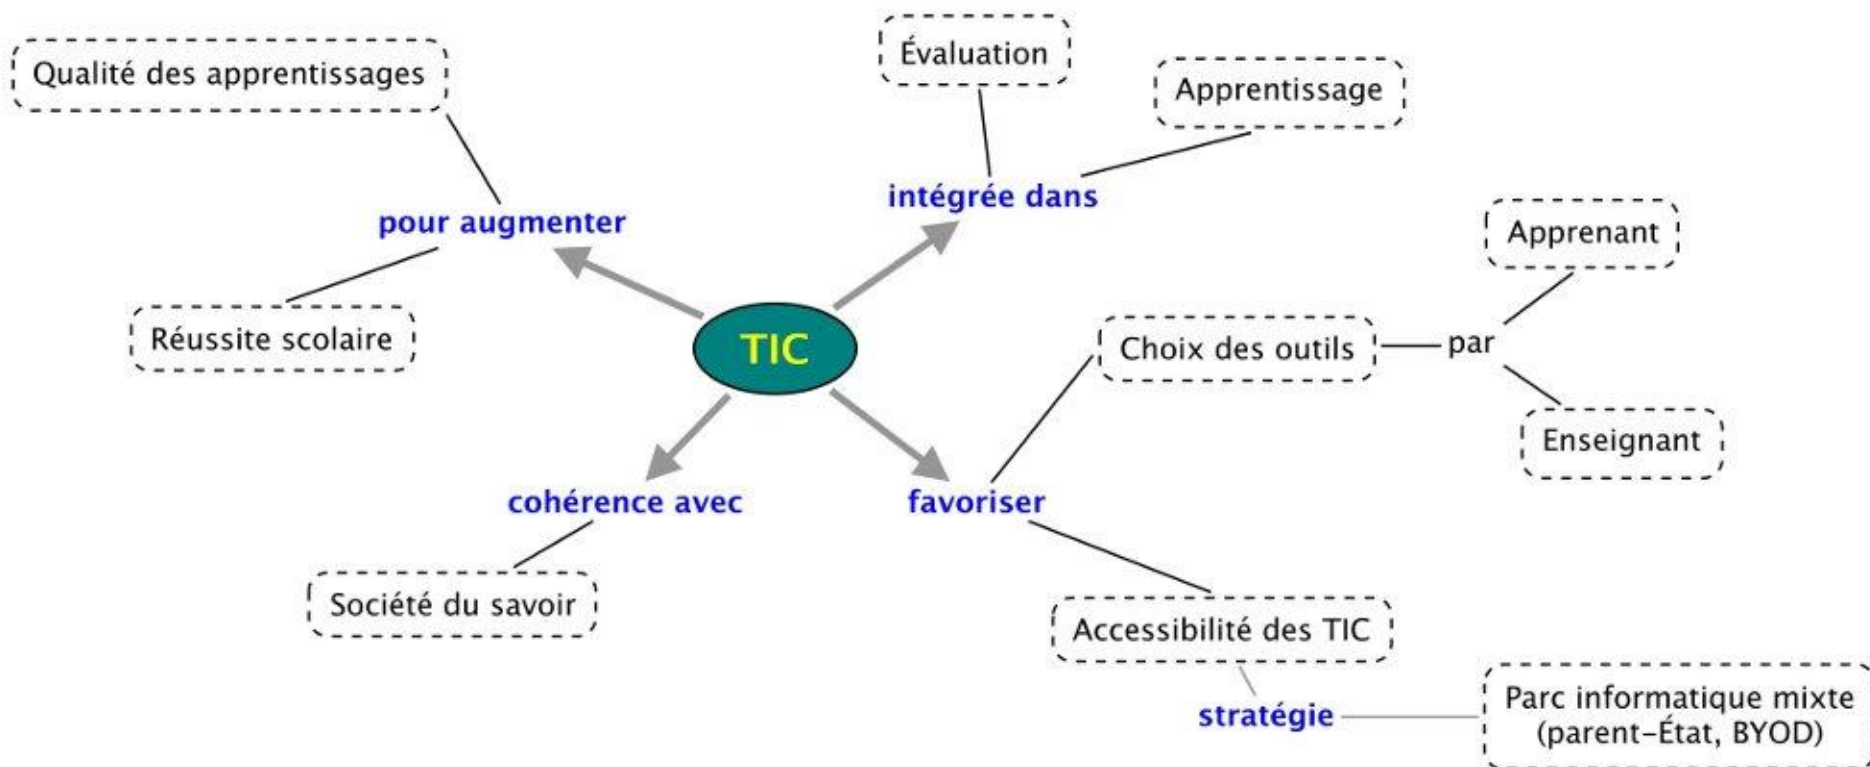 Évaluation
Qualité des apprentissages
Apprentissage
intégrée dans
pour augmenter
Apprenant
Réussite scolaire
TIC
Choix des outils
par
Enseignant
cohérence avec
favoriser
Société du savoir
Accessibilité des TIC
stratégie
Parc informatique mixte
(parent-État, BYOD)